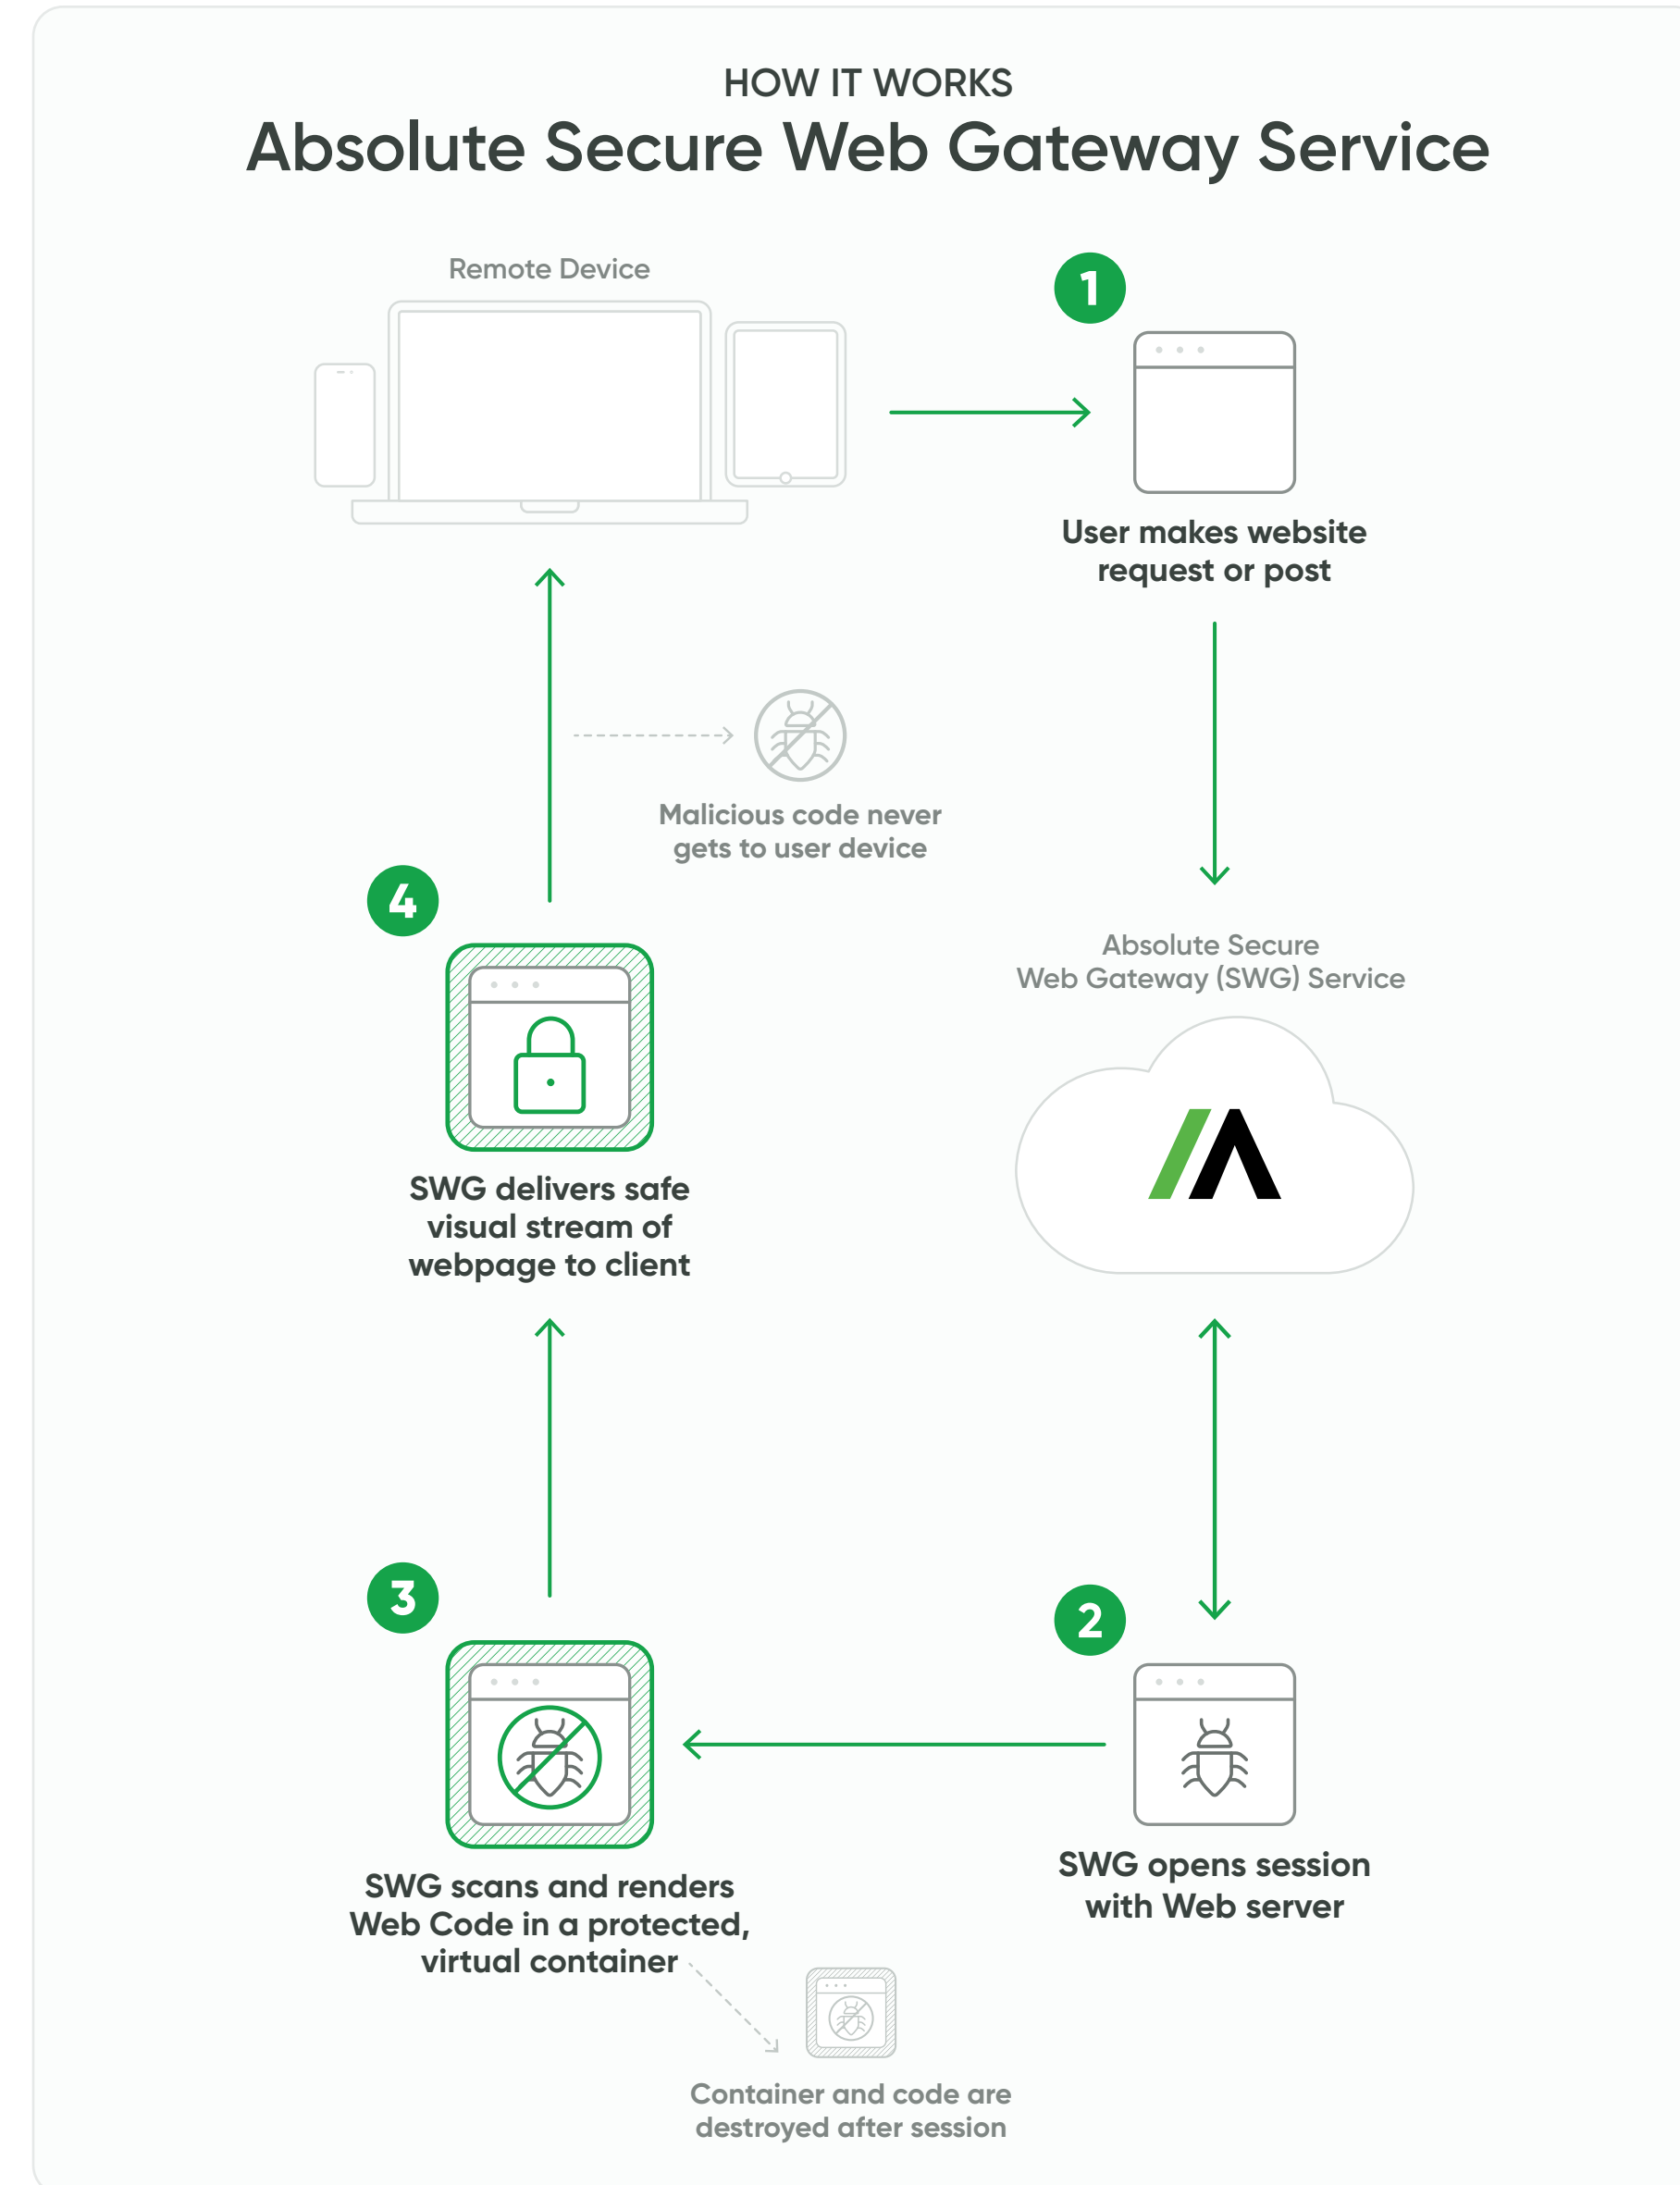 HOW IT WORKS
Absolute Secure Web Gateway Service
Remote Device
1
User makes website
request or post
Malicious code never
gets to user device
4
Absolute Secure
Web Gateway (SWG) Service
SWG delivers safe
visual stream of
webpage to client
3
2
SWG scans and renders
Web Code in a protected,
virtual container
SWG opens session
with Web server
Container and code are
destroyed after session